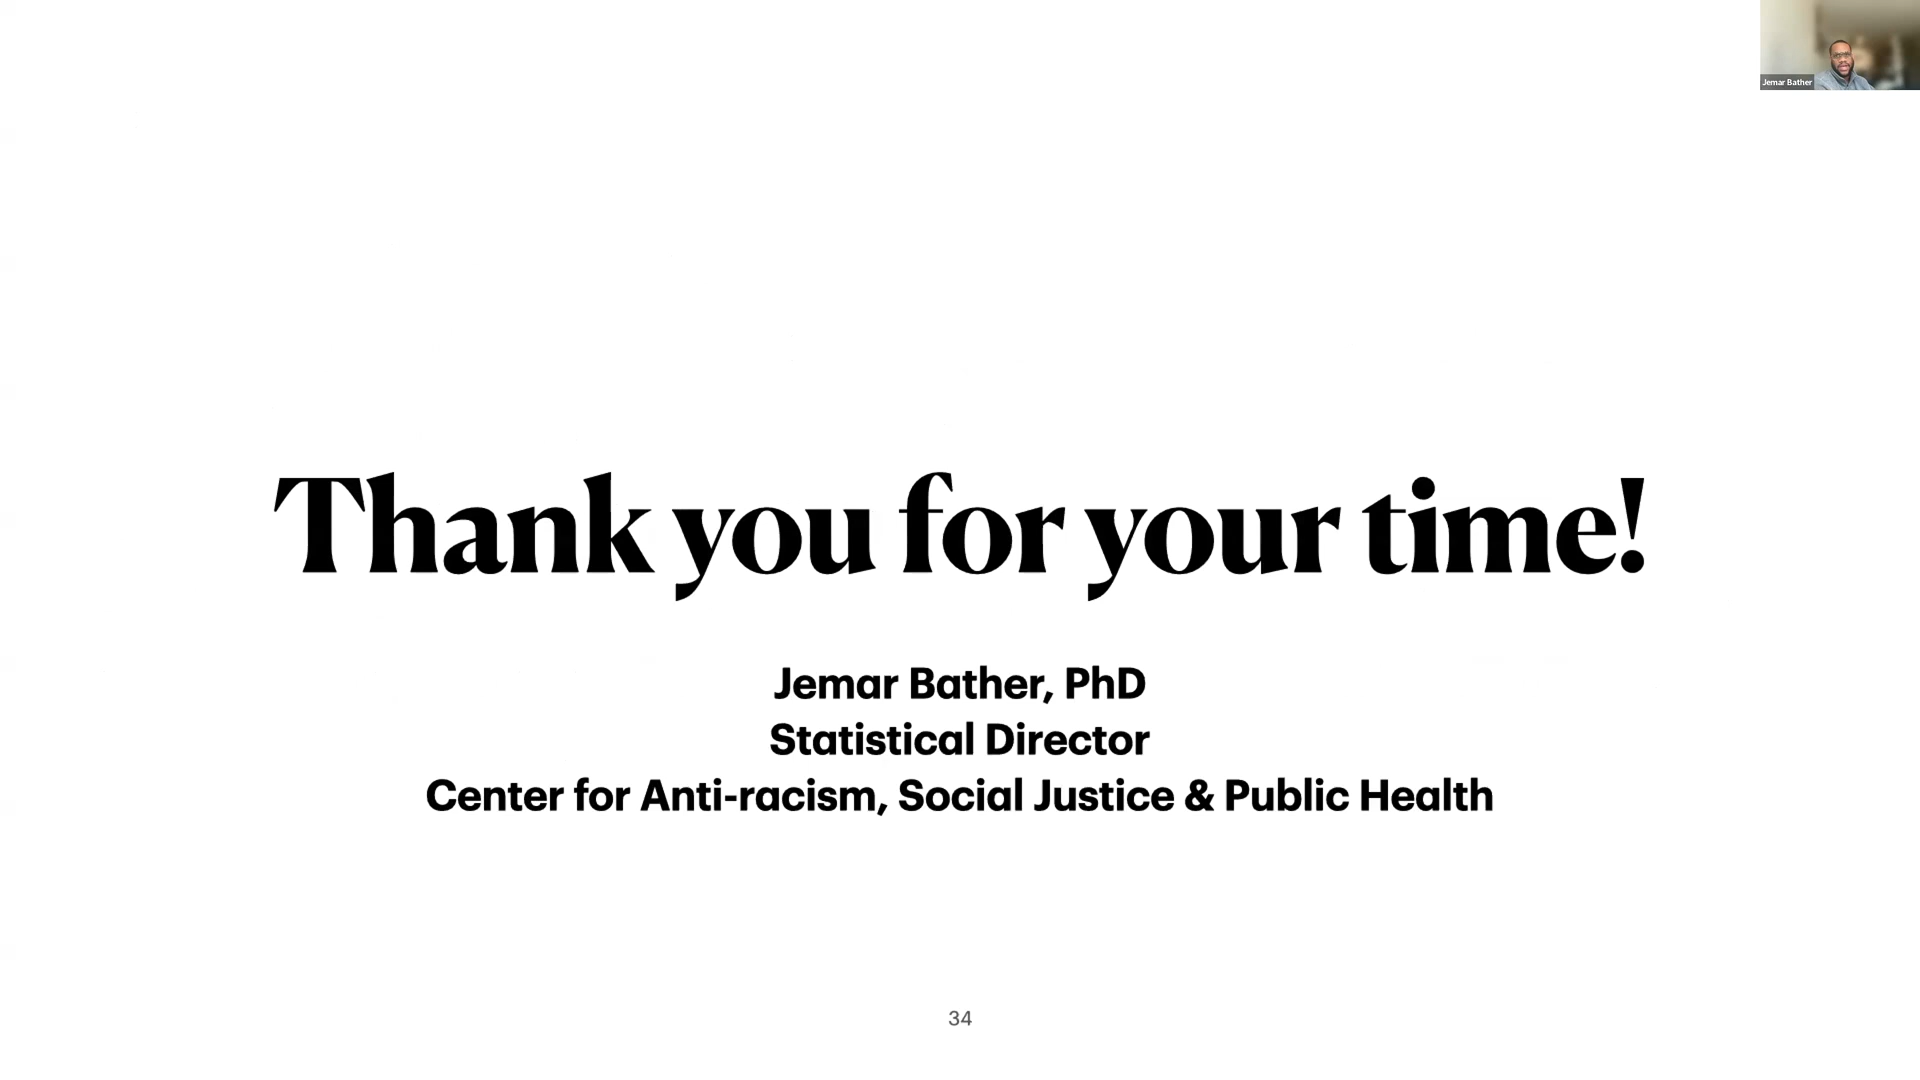 Jemar Bather
Thank you for your time!
Jemar Bather, PhD
Statistical Director
Center for Anti-racism, Social Justice & Public Health
34